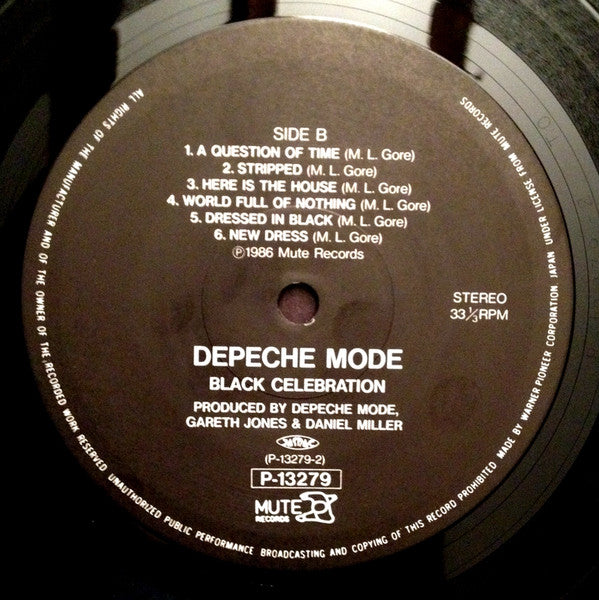 SIDE B
1. A QUESTION OF TIME (M. L. Gore)
2. STRIPPED (M. L. Gore)
3. HERE IS THE HOUSE (M. L. Gore)
4. WORLD FULL OF NOTHING (M. L. Gore)
5. DRESSED IN BLACK (M. L. Gore)
6. NEW DRESS (M. L. Gore)
℗1986 Mute Records
STEREO
33⅓RPM
DEPECHE MODE
BLACK CELEBRATION
PRODUCED BY DEPECHE MODE,
GARETH JONES & DANIEL MILLER
(P-13279-2)
P-13279
MUTE
RECORDS
ALL RIGHTS OF THE MANUFACTURER AND OF THE OWNER OF THE RECORDED WORK RESERVED UNAUTHORIZED PUBLIC PERFORMANCE BROADCASTING AND COPYING OF THIS RECORD PROHIBITED MADE BY WARNER PIONEER CORPORATION, JAPAN UNDER LICENSE FROM MUTE RECORDS